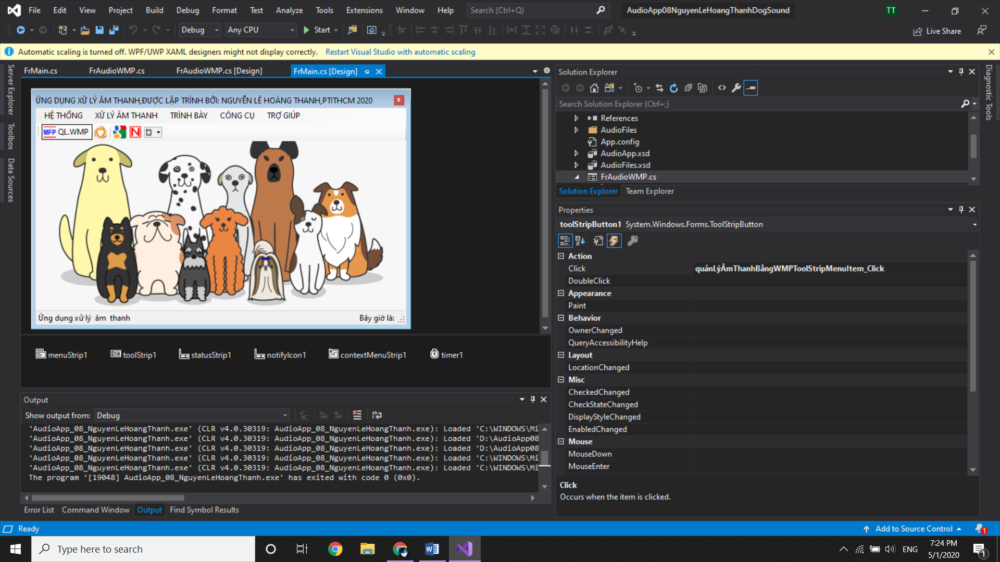 File Edit View Project Build Debug Format Test Analyze Tools Extensions Window Help Search (Ctrl+Q) AudioApp08NguyenLeHoangThanhDogSound TT
Debug Any CPU Start Live Share
Automatic scaling is turned off. WPF/UWP XAML designers might not display correctly. Restart Visual Studio with automatic scaling
Server Explorer
Toolbox
Data Sources
FrMain.cs FrAudioWMP.cs FrAudioWMP.cs [Design] FrMain.cs [Design]
ỨNG DỤNG XỬ LÝ ÂM THANH,ĐƯỢC LẬP TRÌNH BỞI: NGUYỄN LÊ HOÀNG THANH,PTITHCM 2020
HỆ THỐNG XỬ LÝ ÂM THANH TRÌNH BÀY CÔNG CỤ TRỢ GIÚP
MFP QL.WMP N
Ứng dụng xử lý âm thanh Bây giờ là:
menuStrip1 toolStrip1 statusStrip1 notifyIcon1 contextMenuStrip1 timer1
Output
Show output from: Debug
'AudioApp_08_NguyenLeHoangThanh.exe' (CLR v4.0.30319: AudioApp_08_NguyenLeHoangThanh.exe): Loaded 'C:\WINDOWS\Mi
'AudioApp_08_NguyenLeHoangThanh.exe' (CLR v4.0.30319: AudioApp_08_NguyenLeHoangThanh.exe): Loaded 'D:\AudioApp08
'AudioApp_08_NguyenLeHoangThanh.exe' (CLR v4.0.30319: AudioApp_08_NguyenLeHoangThanh.exe): Loaded 'D:\AudioApp08
'AudioApp_08_NguyenLeHoangThanh.exe' (CLR v4.0.30319: AudioApp_08_NguyenLeHoangThanh.exe): Loaded 'C:\WINDOWS\Mi
'AudioApp_08_NguyenLeHoangThanh.exe' (CLR v4.0.30319: AudioApp_08_NguyenLeHoangThanh.exe): Loaded 'C:\WINDOWS\Mi
The program '[19048] AudioApp_08_NguyenLeHoangThanh.exe' has exited with code 0 (0x0).
Error List Command Window Output Find Symbol Results
Solution Explorer
Search Solution Explorer (Ctrl+;)
References
AudioFiles
App.config
AudioApp.xsd
AudioFiles.xsd
FrAudioWMP.cs
Solution Explorer Team Explorer
Properties
toolStripButton1 System.Windows.Forms.ToolStripButton
Action
Click quảnLýÂmThanhBằngWMPToolStripMenuItem_Click
DoubleClick
Appearance
Paint
Behavior
OwnerChanged
QueryAccessibilityHelp
Layout
LocationChanged
Misc
CheckedChanged
CheckStateChanged
DisplayStyleChanged
EnabledChanged
Mouse
MouseDown
MouseEnter
Click
Occurs when the item is clicked.
Diagnostic Tools
Ready Add to Source Control 1
Type here to search ENG 7:24 PM
5/1/2020 1